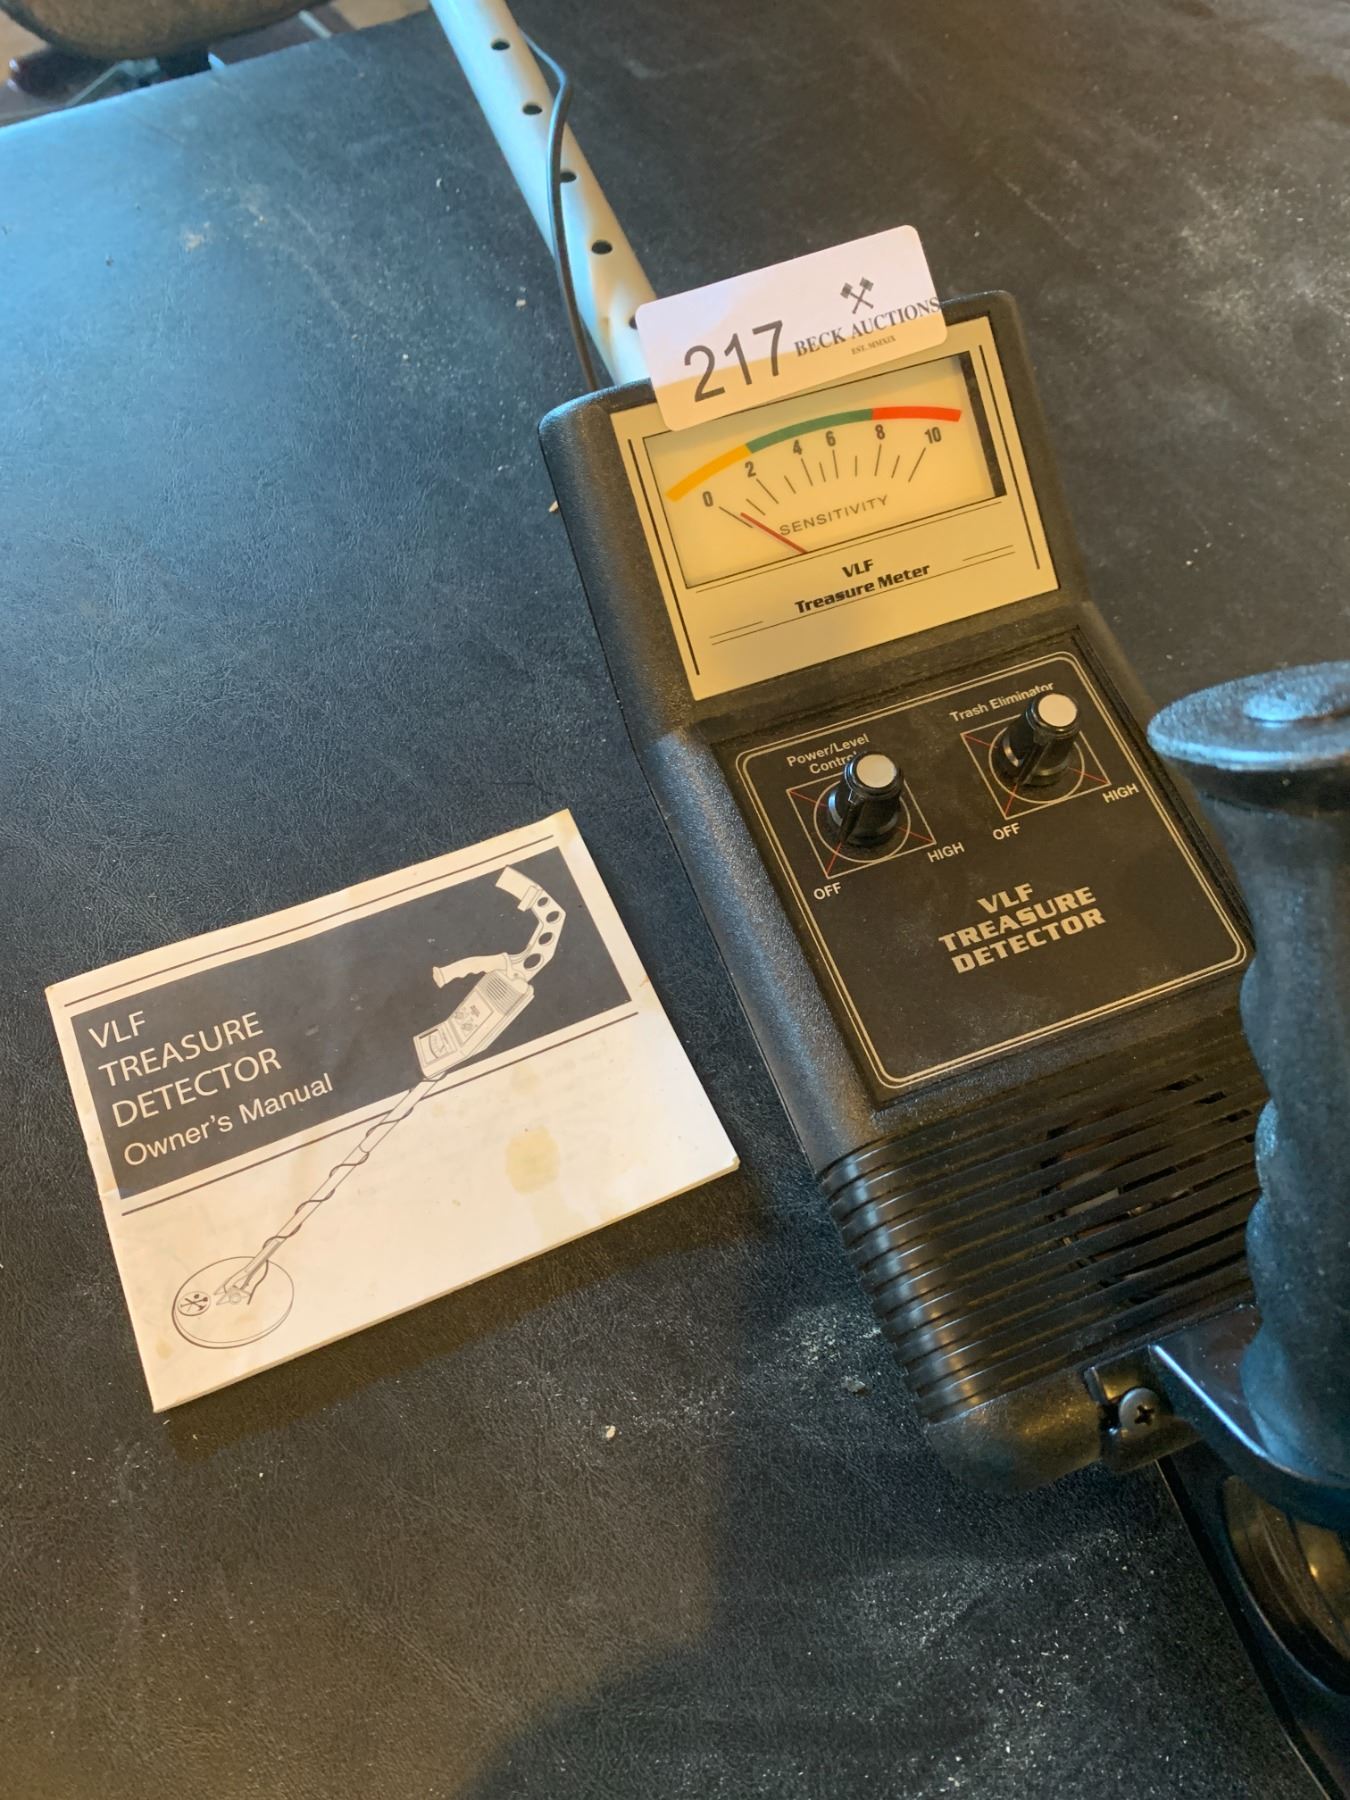 217
BECK AUCTIONS
EST. MMXIX
0 2 4 6 8 10
SENSITIVITY
VLF
Treasure Meter
Power/Level
Control
OFF
HIGH
Trash Eliminator
OFF
HIGH
VLF
TREASURE
DETECTOR
VLF
TREASURE
DETECTOR
Owner's Manual